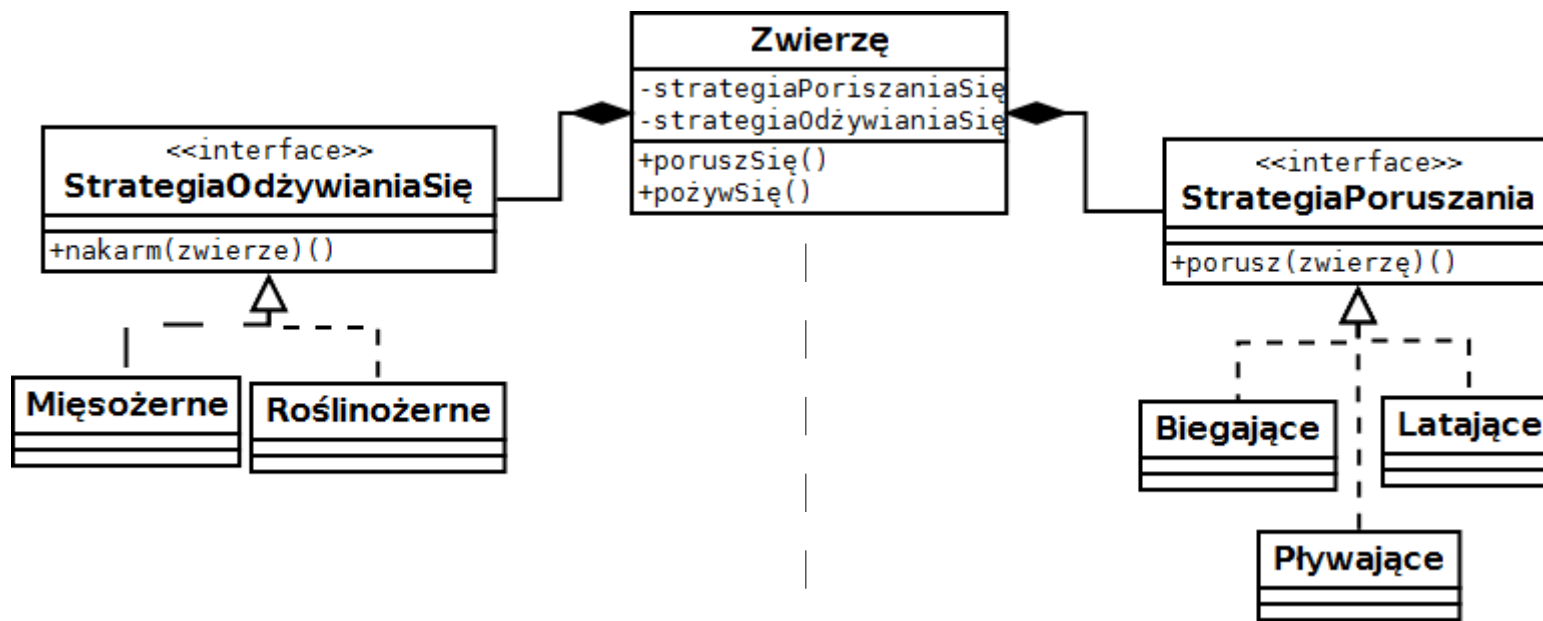 Zwierzę
-strategiaPoriszaniaSię
-strategiaOdżywianiaSię
+poruszSię()
+pożywSię()
<<interface>>
StrategiaOdżywianiaSię
+nakarm(zwierze)()
Mięsożerne
Roślinożerne
<<interface>>
StrategiaPoruszania
+porusz(zwierzę)()
Biegające
Latające
Pływające